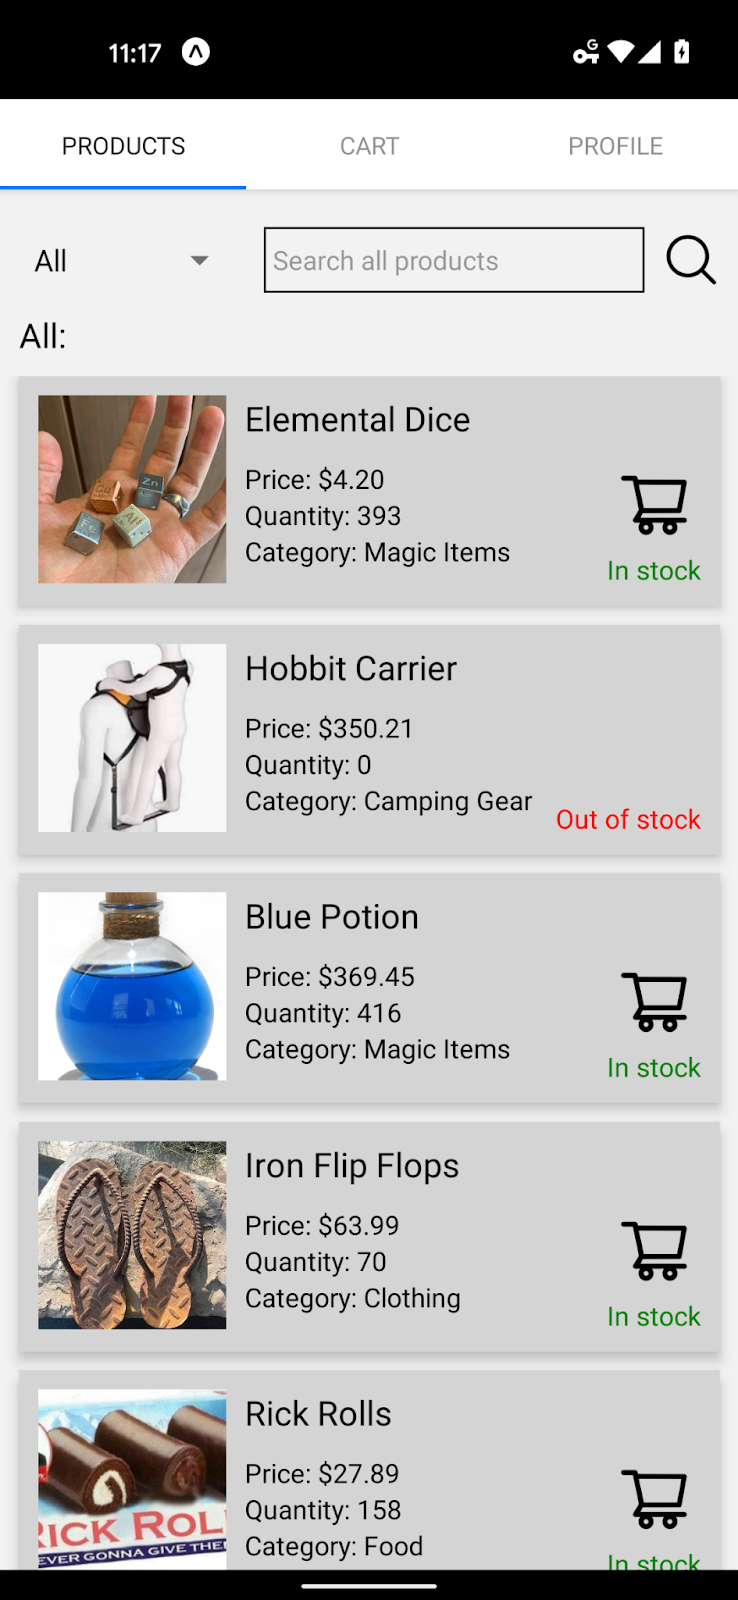 11:17
G
PRODUCTS CART PROFILE
All
Search all products
All:
Elemental Dice
Price: $4.20
Quantity: 393
Category: Magic Items
In stock
Cu
Zn
Fe
Al
Hobbit Carrier
Price: $350.21
Quantity: 0
Category: Camping Gear
Out of stock
Blue Potion
Price: $369.45
Quantity: 416
Category: Magic Items
In stock
Iron Flip Flops
Price: $63.99
Quantity: 70
Category: Clothing
In stock
Rick Rolls
Price: $27.89
Quantity: 158
Category: Food
In stock
RICK ROL
EVER GONNA GIVE THE